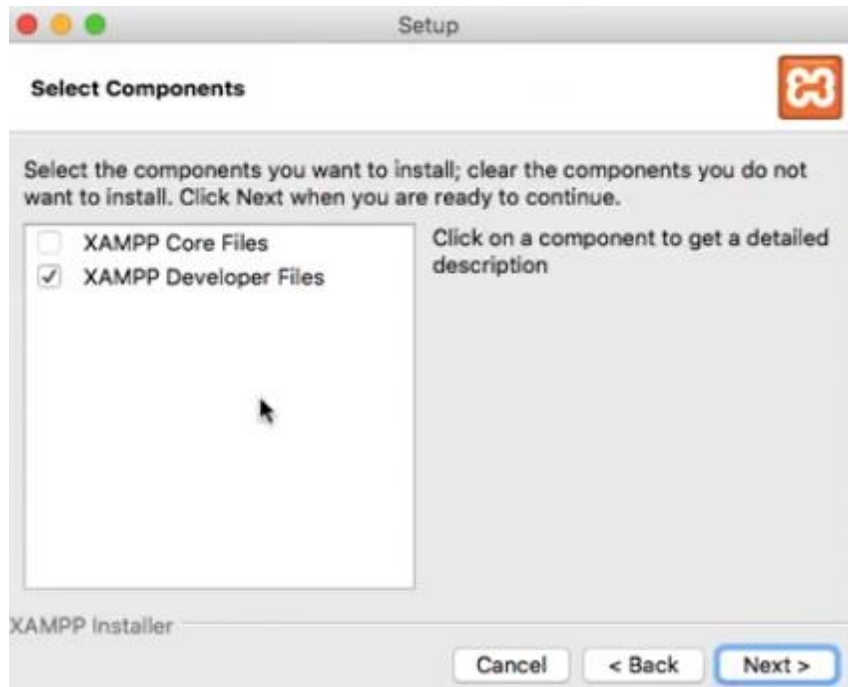 Setup
Select Components
Select the components you want to install; clear the components you do not
want to install. Click Next when you are ready to continue.
XAMPP Core Files
XAMPP Developer Files
Click on a component to get a detailed
description
XAMPP Installer
Cancel
< Back
Next >